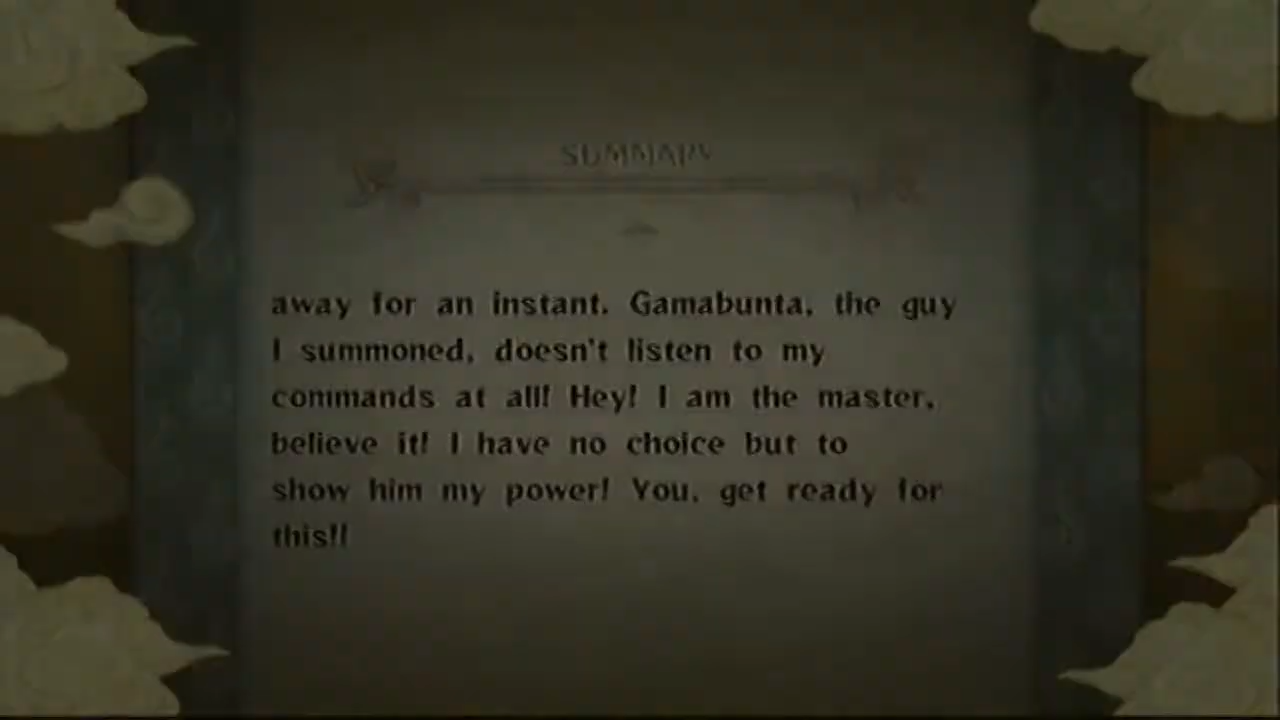 SUMMARY
away for an instant. Gamabunta, the guy
I summoned, doesn't listen to my
commands at all! Hey! I am the master,
believe it! I have no choice but to
show him my power! You, get ready for
this!!